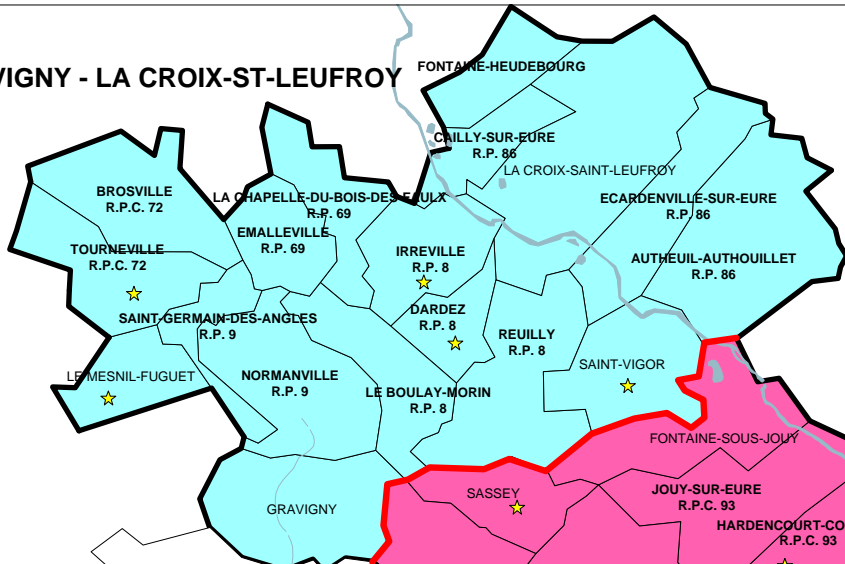 VIGNY - LA CROIX-ST-LEUFROY
FONTAINE-HEUDEBOURG
CAILLY-SUR-EURE
R.P. 86
LA CROIX-SAINT-LEUFROY
BROSVILLE
R.P.C. 72
LA CHAPELLE-DU-BOIS-DES-FAULX
R.P. 69
ECARDENVILLE-SUR-EURE
R.P. 86
EMALLEVILLE
R.P. 69
TOURNEVILLE
R.P.C. 72
IRREVILLE
R.P. 8
AUTHEUIL-AUTHOUILLET
R.P. 86
DARDEZ
R.P. 8
SAINT-GERMAIN-DES-ANGLES
R.P. 9
REUILLY
R.P. 8
SAINT-VIGOR
LE MESNIL-FUGUET
NORMANVILLE
R.P. 9
LE BOULAY-MORIN
R.P. 8
FONTAINE-SOUS-JOUY
SASSEY
JOUY-SUR-EURE
R.P.C. 93
GRAVIGNY
HARDENCOURT-CO
R.P.C. 93